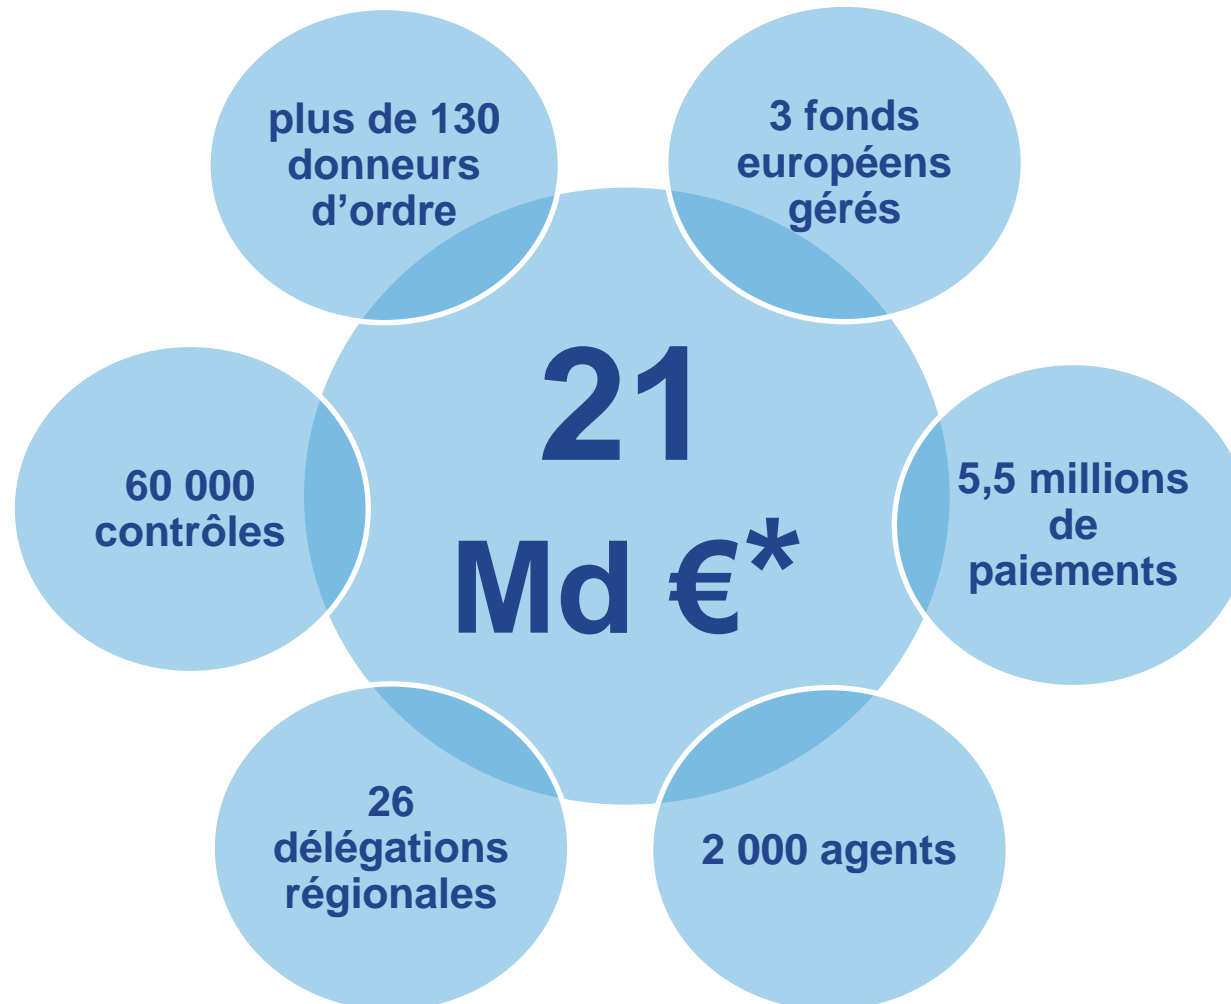 plus de 130
donneurs
d’ordre
3 fonds
européens
gérés
21
Md €*
60 000
contrôles
5,5 millions
de
paiements
26
délégations
régionales
2 000 agents